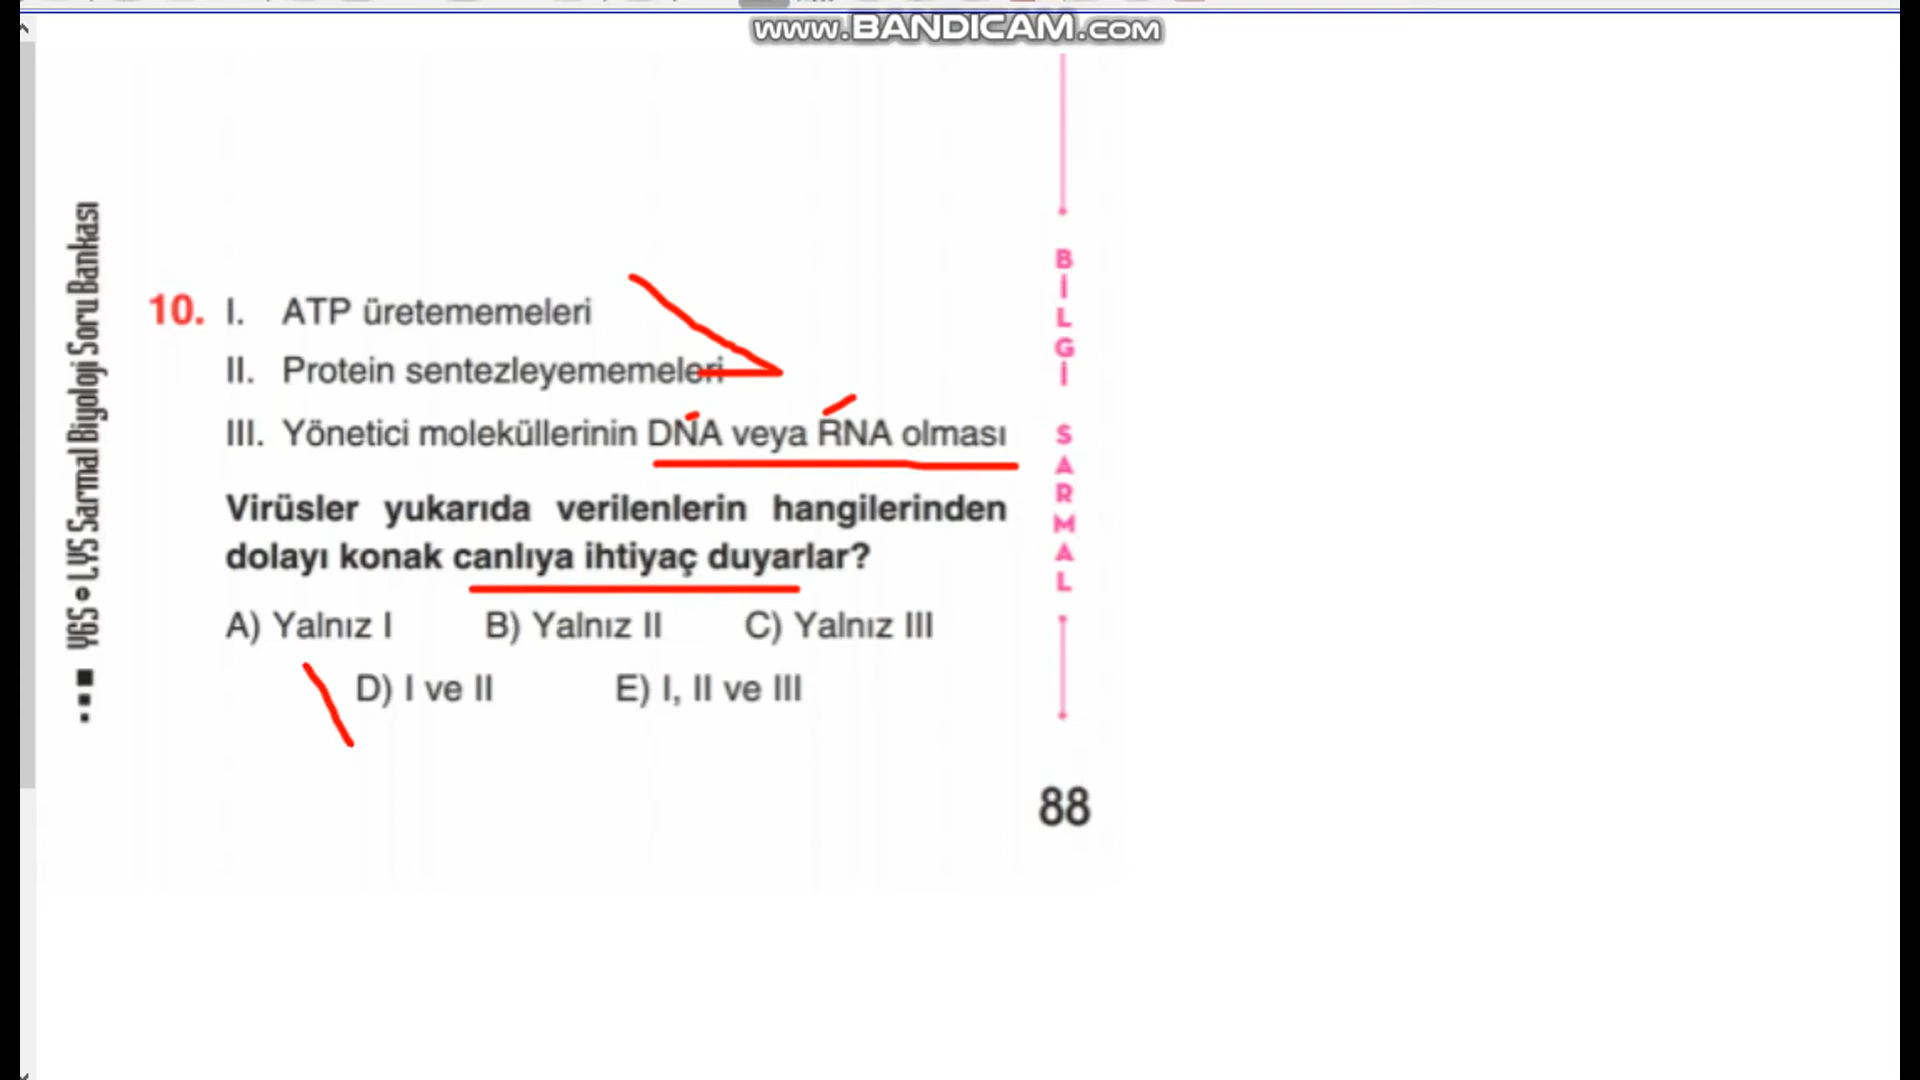 www.BANDICAM.com
YGS • LYS Sarmal Biyoloji Soru Bankası
10. I. ATP üretememeleri
II. Protein sentezleyememeleri
III. Yönetici moleküllerinin DNA veya RNA olması
Virüsler yukarıda verilenlerin hangilerinden
dolayı konak canlıya ihtiyaç duyarlar?
A) Yalnız I B) Yalnız II C) Yalnız III
D) I ve II E) I, II ve III
BİLGİ SARMAL
88